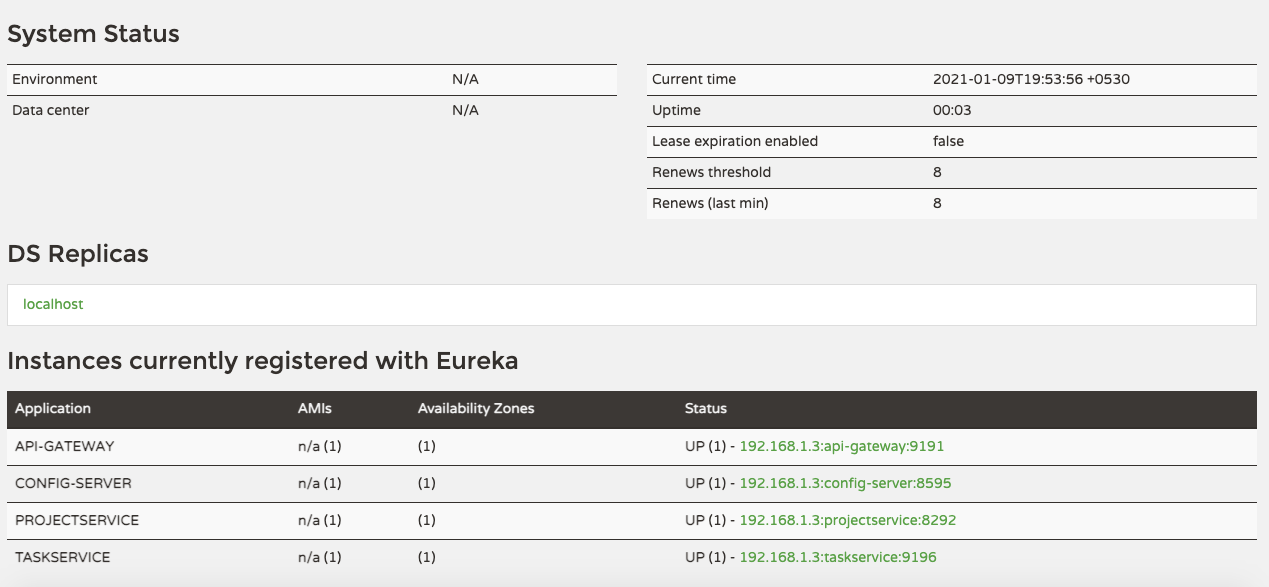 System Status
Environment N/A
Data center N/A
Current time 2021-01-09T19:53:56 +0530
Uptime 00:03
Lease expiration enabled false
Renews threshold 8
Renews (last min) 8
DS Replicas
localhost
Instances currently registered with Eureka
Application AMIs Availability Zones Status
API-GATEWAY n/a (1) (1) UP (1) - 192.168.1.3:api-gateway:9191
CONFIG-SERVER n/a (1) (1) UP (1) - 192.168.1.3:config-server:8595
PROJECTSERVICE n/a (1) (1) UP (1) - 192.168.1.3:projectservice:8292
TASKSERVICE n/a (1) (1) UP (1) - 192.168.1.3:taskservice:9196